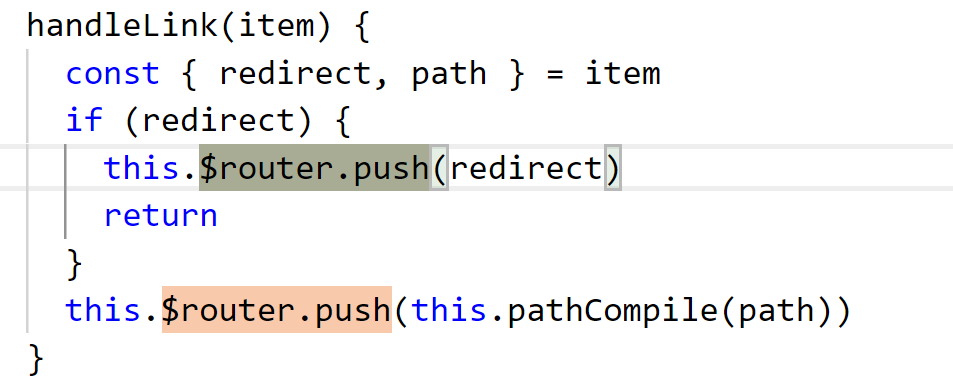 handleLink(item) {
const { redirect, path } = item
if (redirect) {
this.$router.push(redirect)
return
}
this.$router.push(this.pathCompile(path))
}